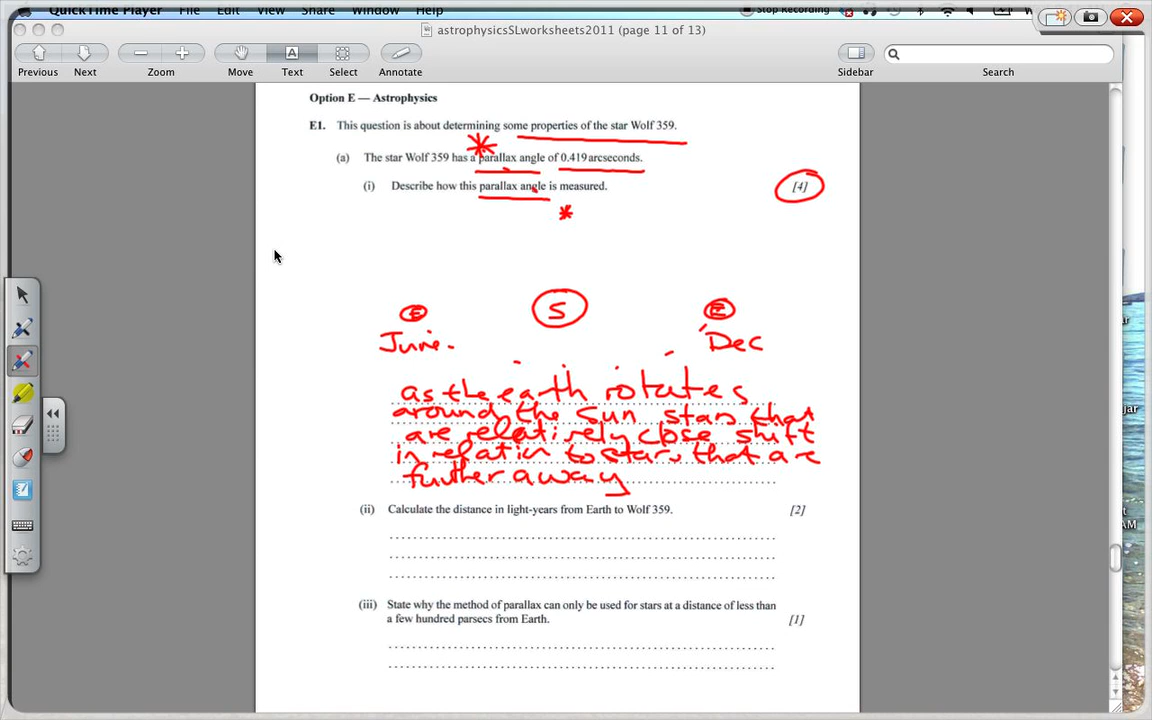 QuickTime Player File Edit View Share Window Help Stop Recording
astrophysicsSLworksheets2011 (page 11 of 13)
Previous Next Zoom Move Text Select Annotate Sidebar Search
Option E — Astrophysics
E1. This question is about determining some properties of the star Wolf 359.
(a) The star Wolf 359 has a parallax angle of 0.419 arcseconds.
(i) Describe how this parallax angle is measured. [4]
E S E
June. Dec
as the earth rotates
around the sun stars that
are relatively close shift
in relation to stars that are
further away
(ii) Calculate the distance in light-years from Earth to Wolf 359. [2]
(iii) State why the method of parallax can only be used for stars at a distance of less than
a few hundred parsecs from Earth. [1]